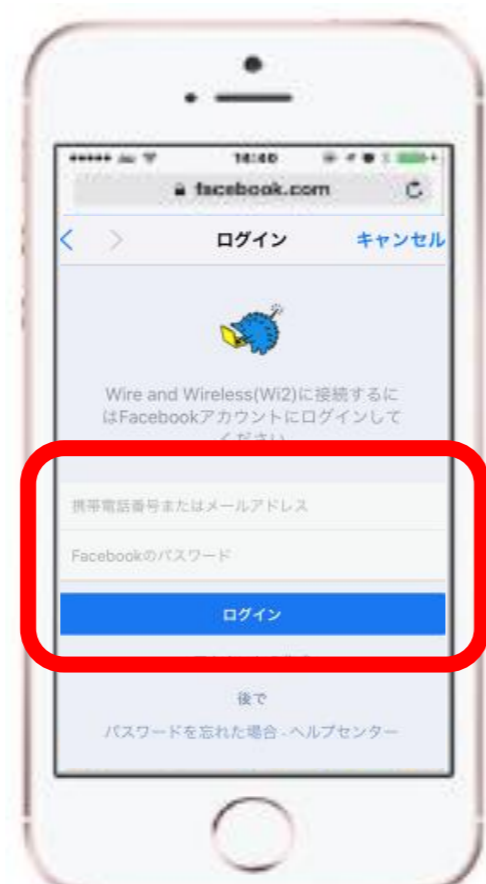 14:40
facebook.com
ログイン
キャンセル
Wire and Wireless(Wi2)に接続するに
はFacebookアカウントにログインして
ください
携帯電話番号またはメールアドレス
Facebookのパスワード
ログイン
後で
パスワードを忘れた場合 - ヘルプセンター